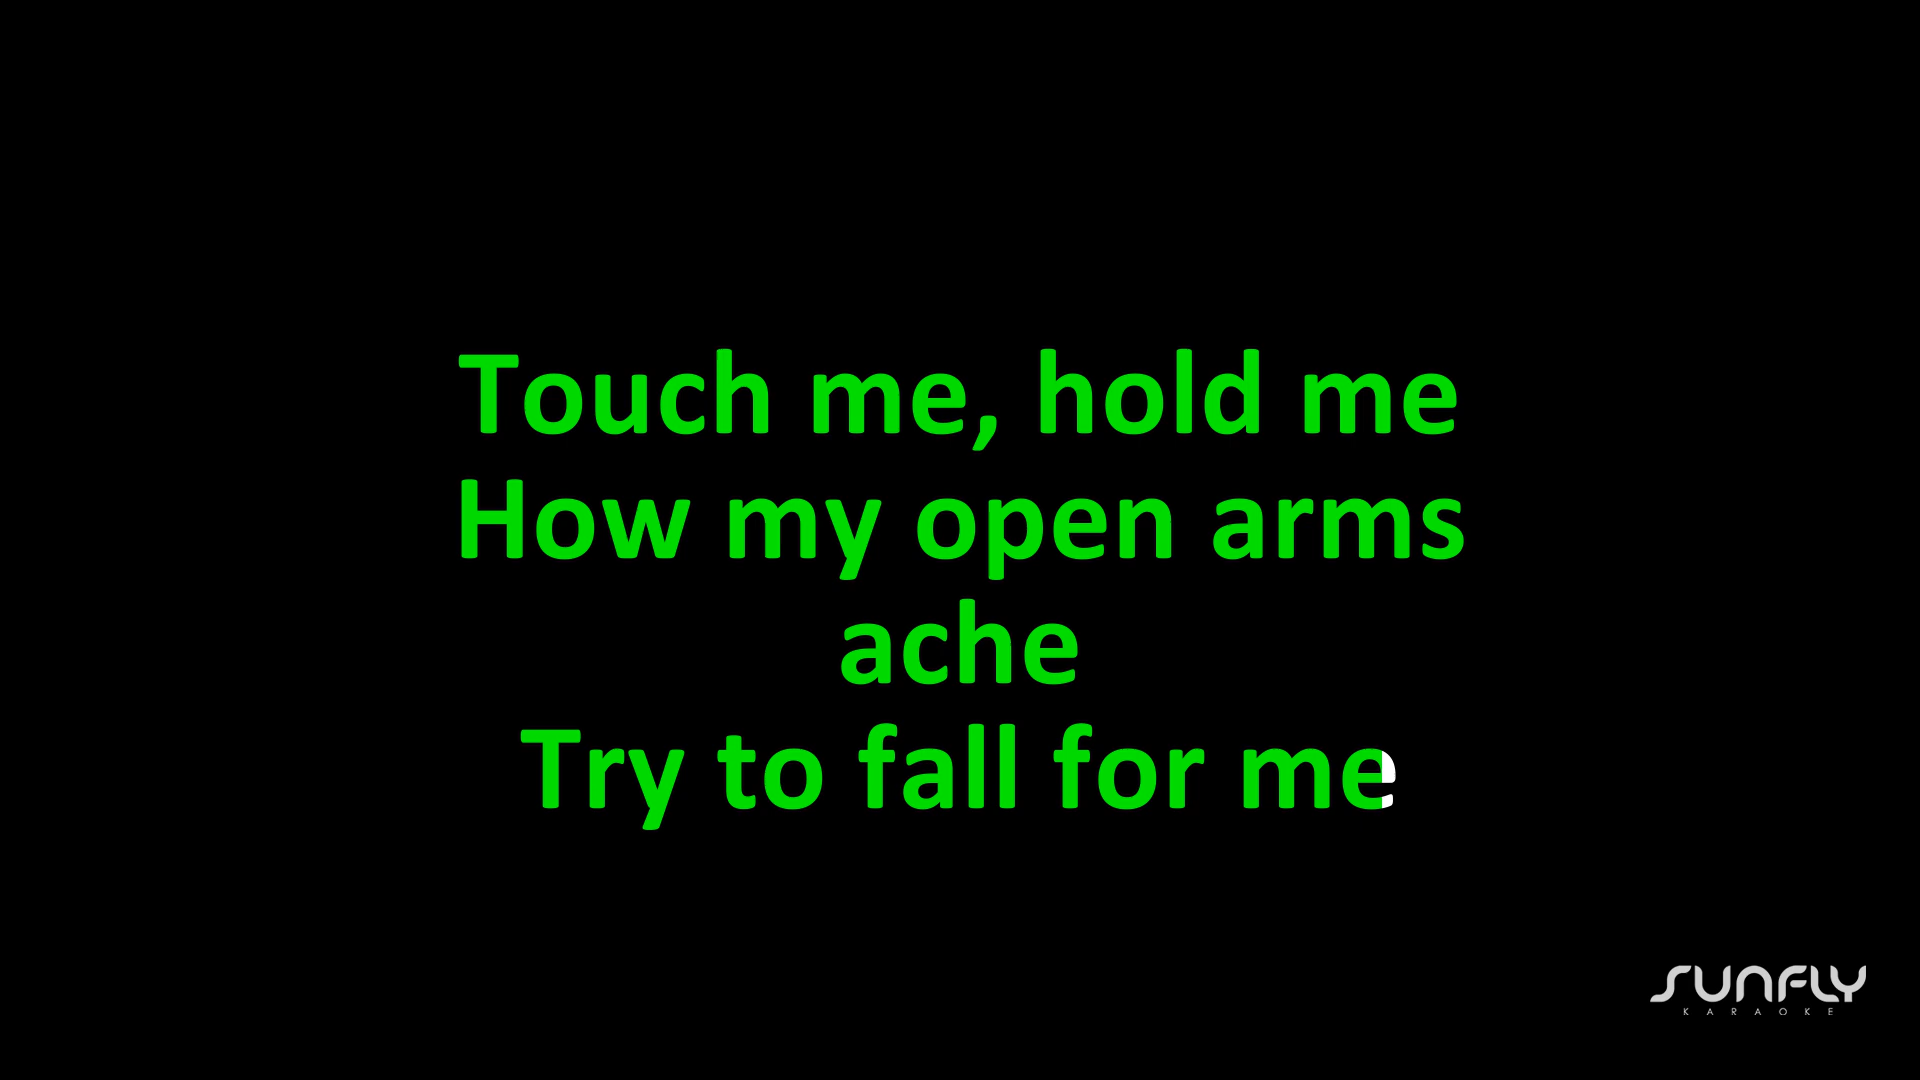 Touch me, hold me
How my open arms
ache
Try to fall for me
SUNFLY
KARAOKE